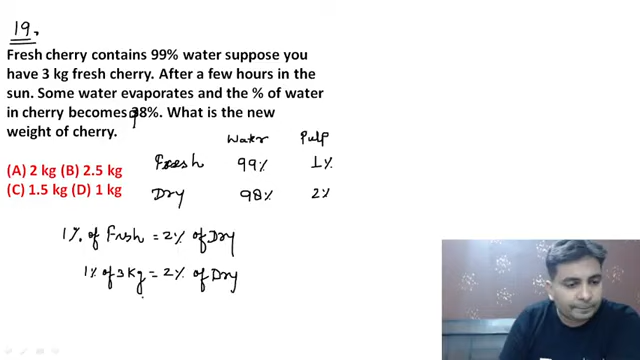 19.
Fresh cherry contains 99% water suppose you
have 3 kg fresh cherry. After a few hours in the
sun. Some water evaporates and the % of water
in cherry becomes 98%. What is the new
weight of cherry.
Water Pulp
Fresh 99% 1%
(A) 2 kg (B) 2.5 kg
Dry 98% 2%
(C) 1.5 kg (D) 1 kg
1% of Fresh = 2% of Dry
1% of 3 Kg = 2% of Dry